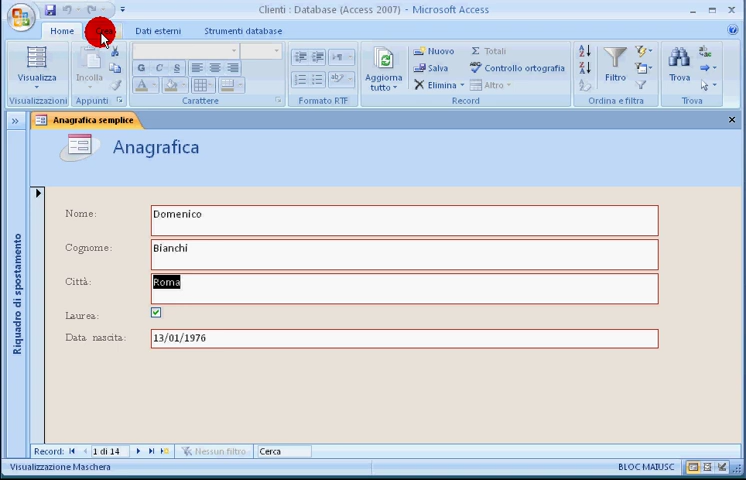 Clienti : Database (Access 2007) - Microsoft Access
Home
Dati esterni
Strumenti database
Visualizza
Incolla
G C S
A
Aggiorna
tutto
Nuovo
Salva
Elimina
Totali
Controllo ortografia
Altro
Filtro
Trova
Visualizzazioni
Appunti
Carattere
Formato RTF
Record
Ordina e filtra
Trova
Anagrafica semplice
Anagrafica
Riquadro di spostamento
Nome:
Domenico
Cognome:
Bianchi
Città:
Roma
Laurea:
Data nascita:
13/01/1976
Record:
1 di 14
Nessun filtro
Cerca
Visualizzazione Maschera
BLOC MAIUSC